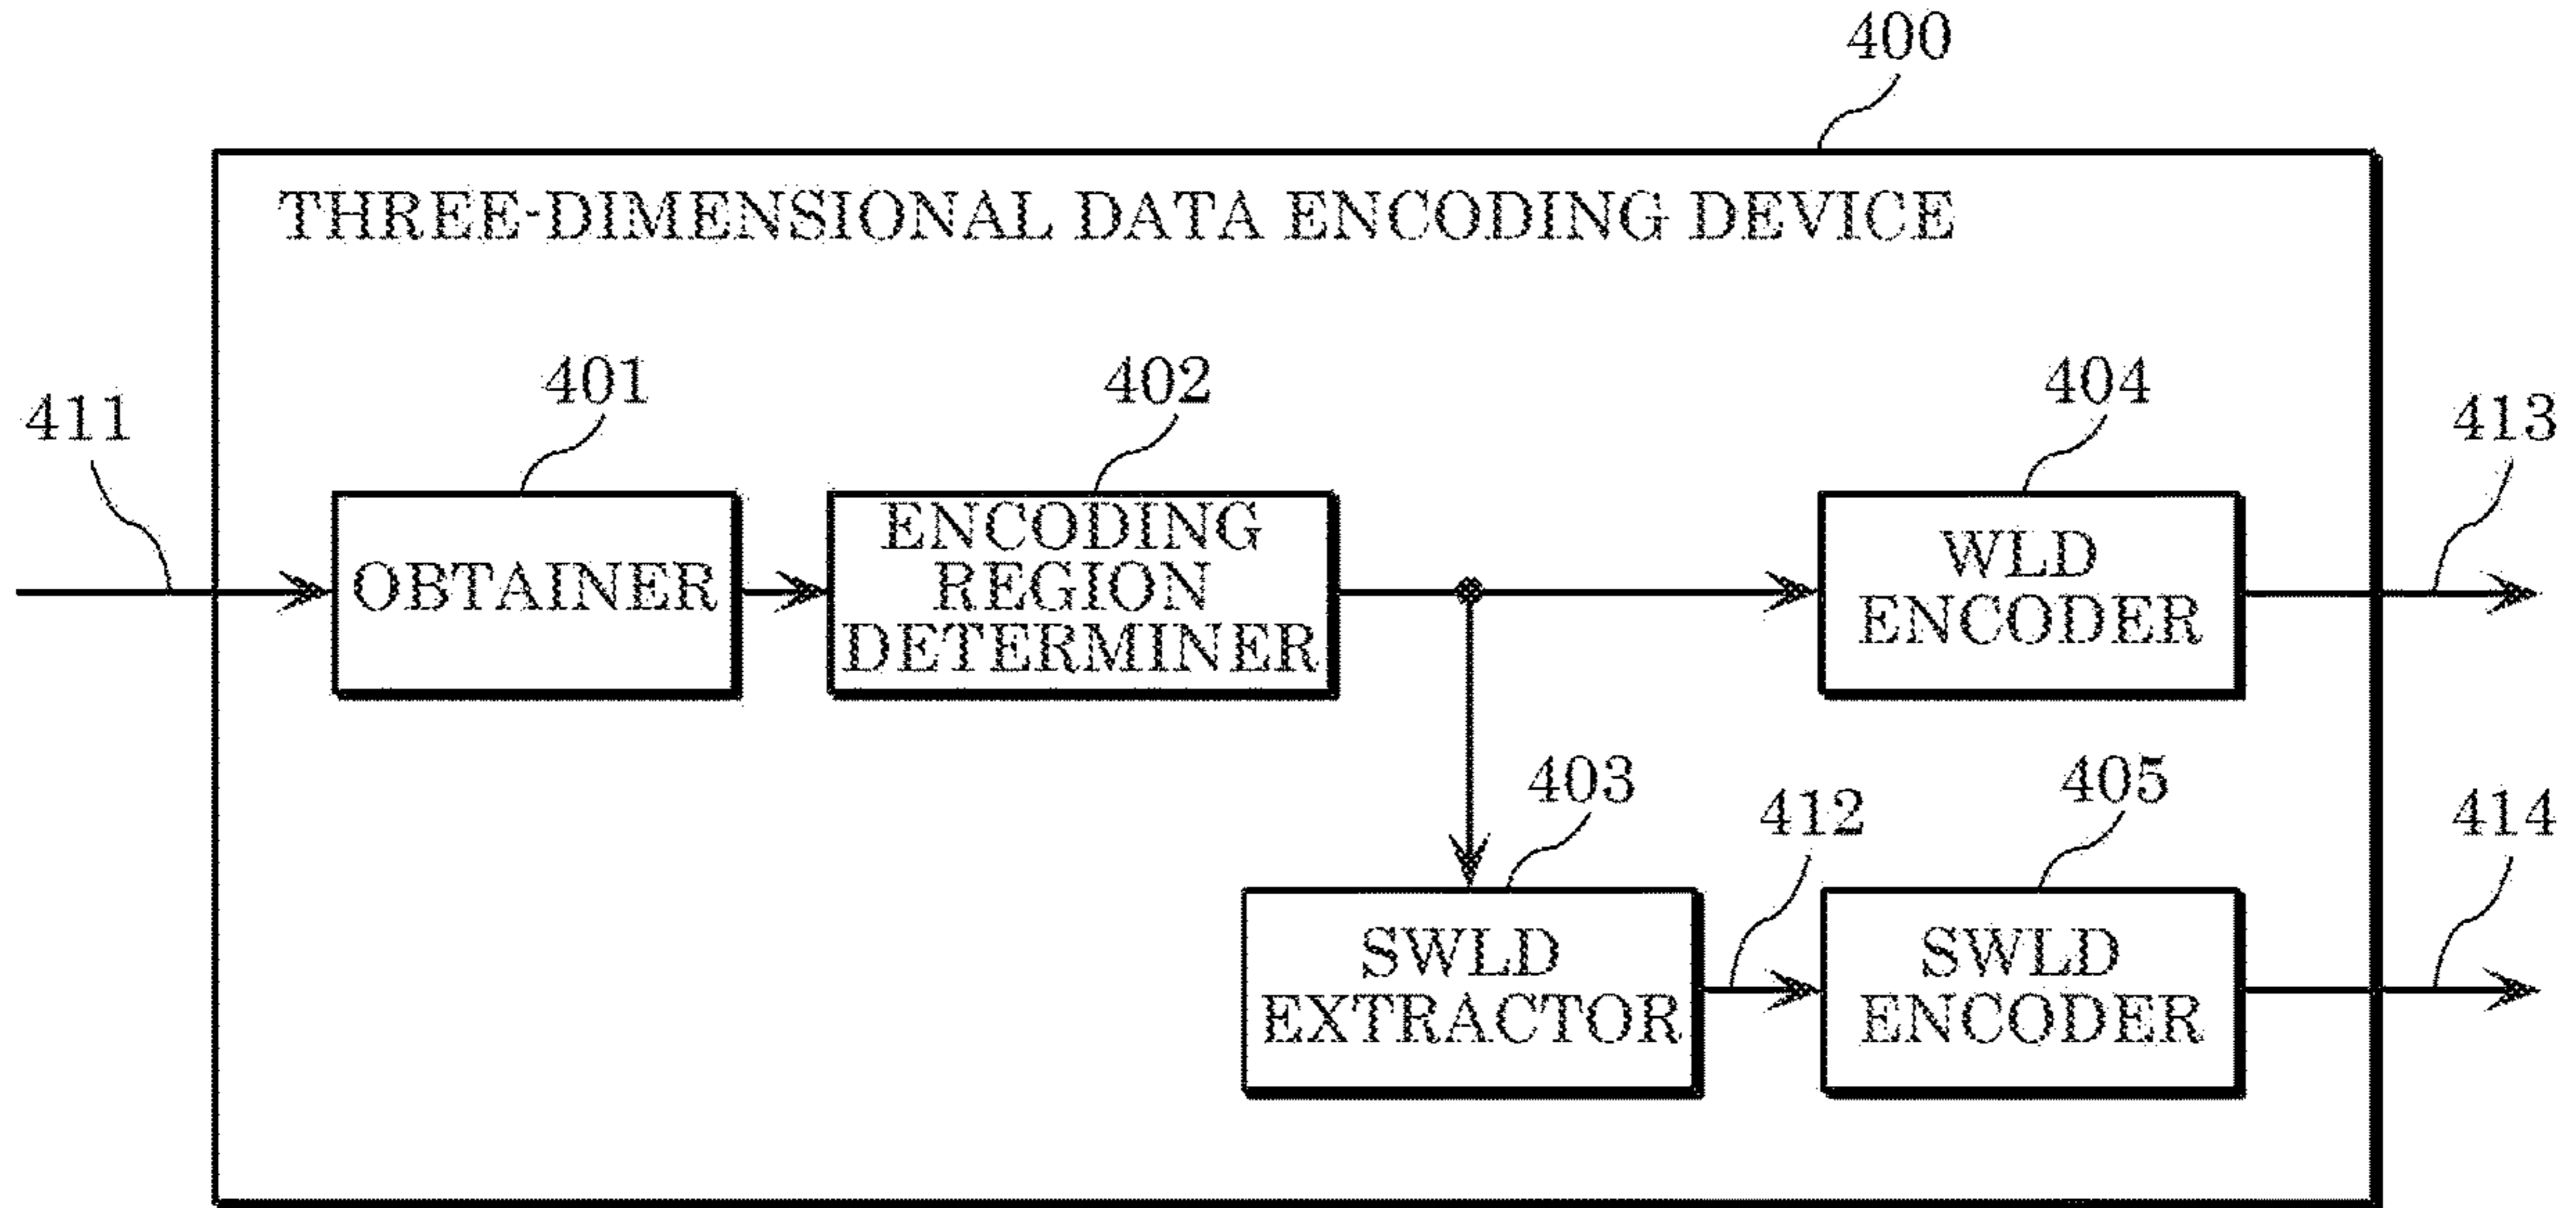 400
THREE-DIMENSIONAL DATA ENCODING DEVICE
411
401
402
404
413
OBTAINER
ENCODING
REGION
DETERMINER
WLD
ENCODER
403
412
405
414
SWLD
EXTRACTOR
SWLD
ENCODER